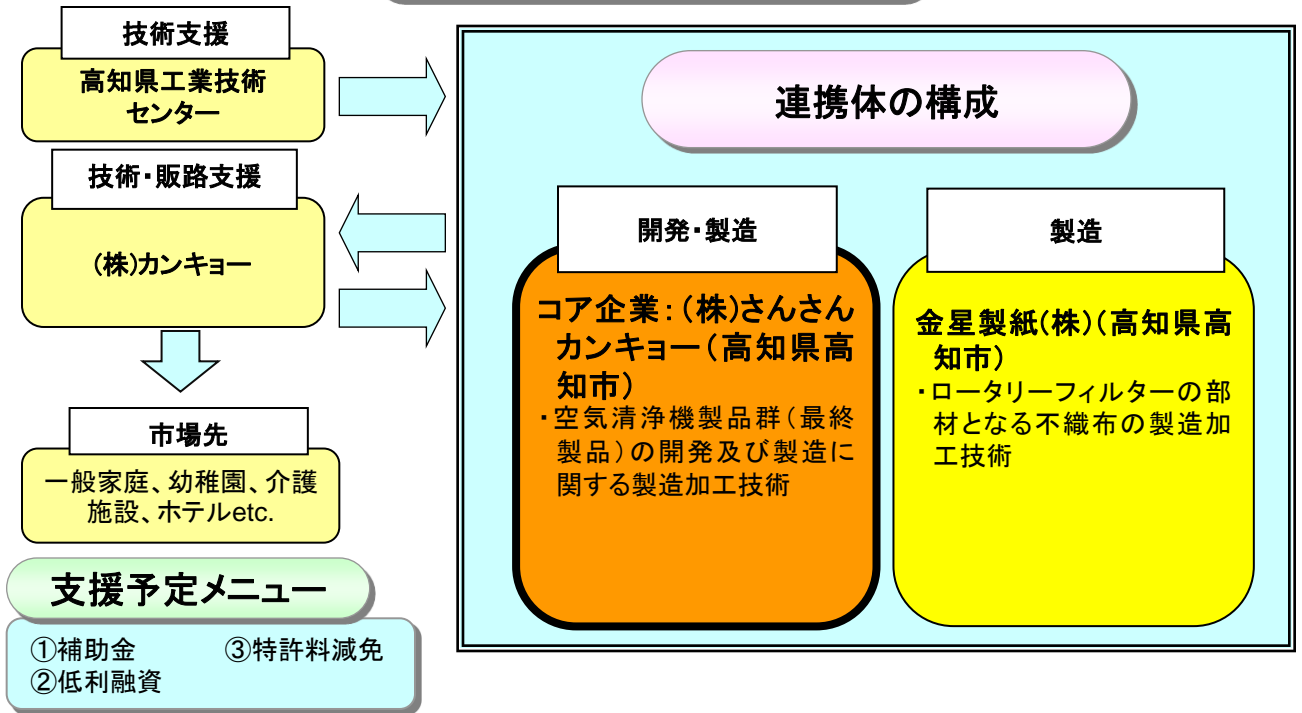 技術支援
高知県工業技術
センター
技術・販路支援
(株)カンキョー
市場先
一般家庭、幼稚園、介護
施設、ホテルetc.
支援予定メニュー
①補助金 ③特許料減免
②低利融資
連携体の構成
開発・製造
コア企業:(株)さんさん
カンキョー(高知県高
知市)
・空気清浄機製品群(最終
製品)の開発及び製造に
関する製造加工技術
製造
金星製紙(株)(高知県高
知市)
・ロータリーフィルターの部
材となる不織布の製造加
工技術